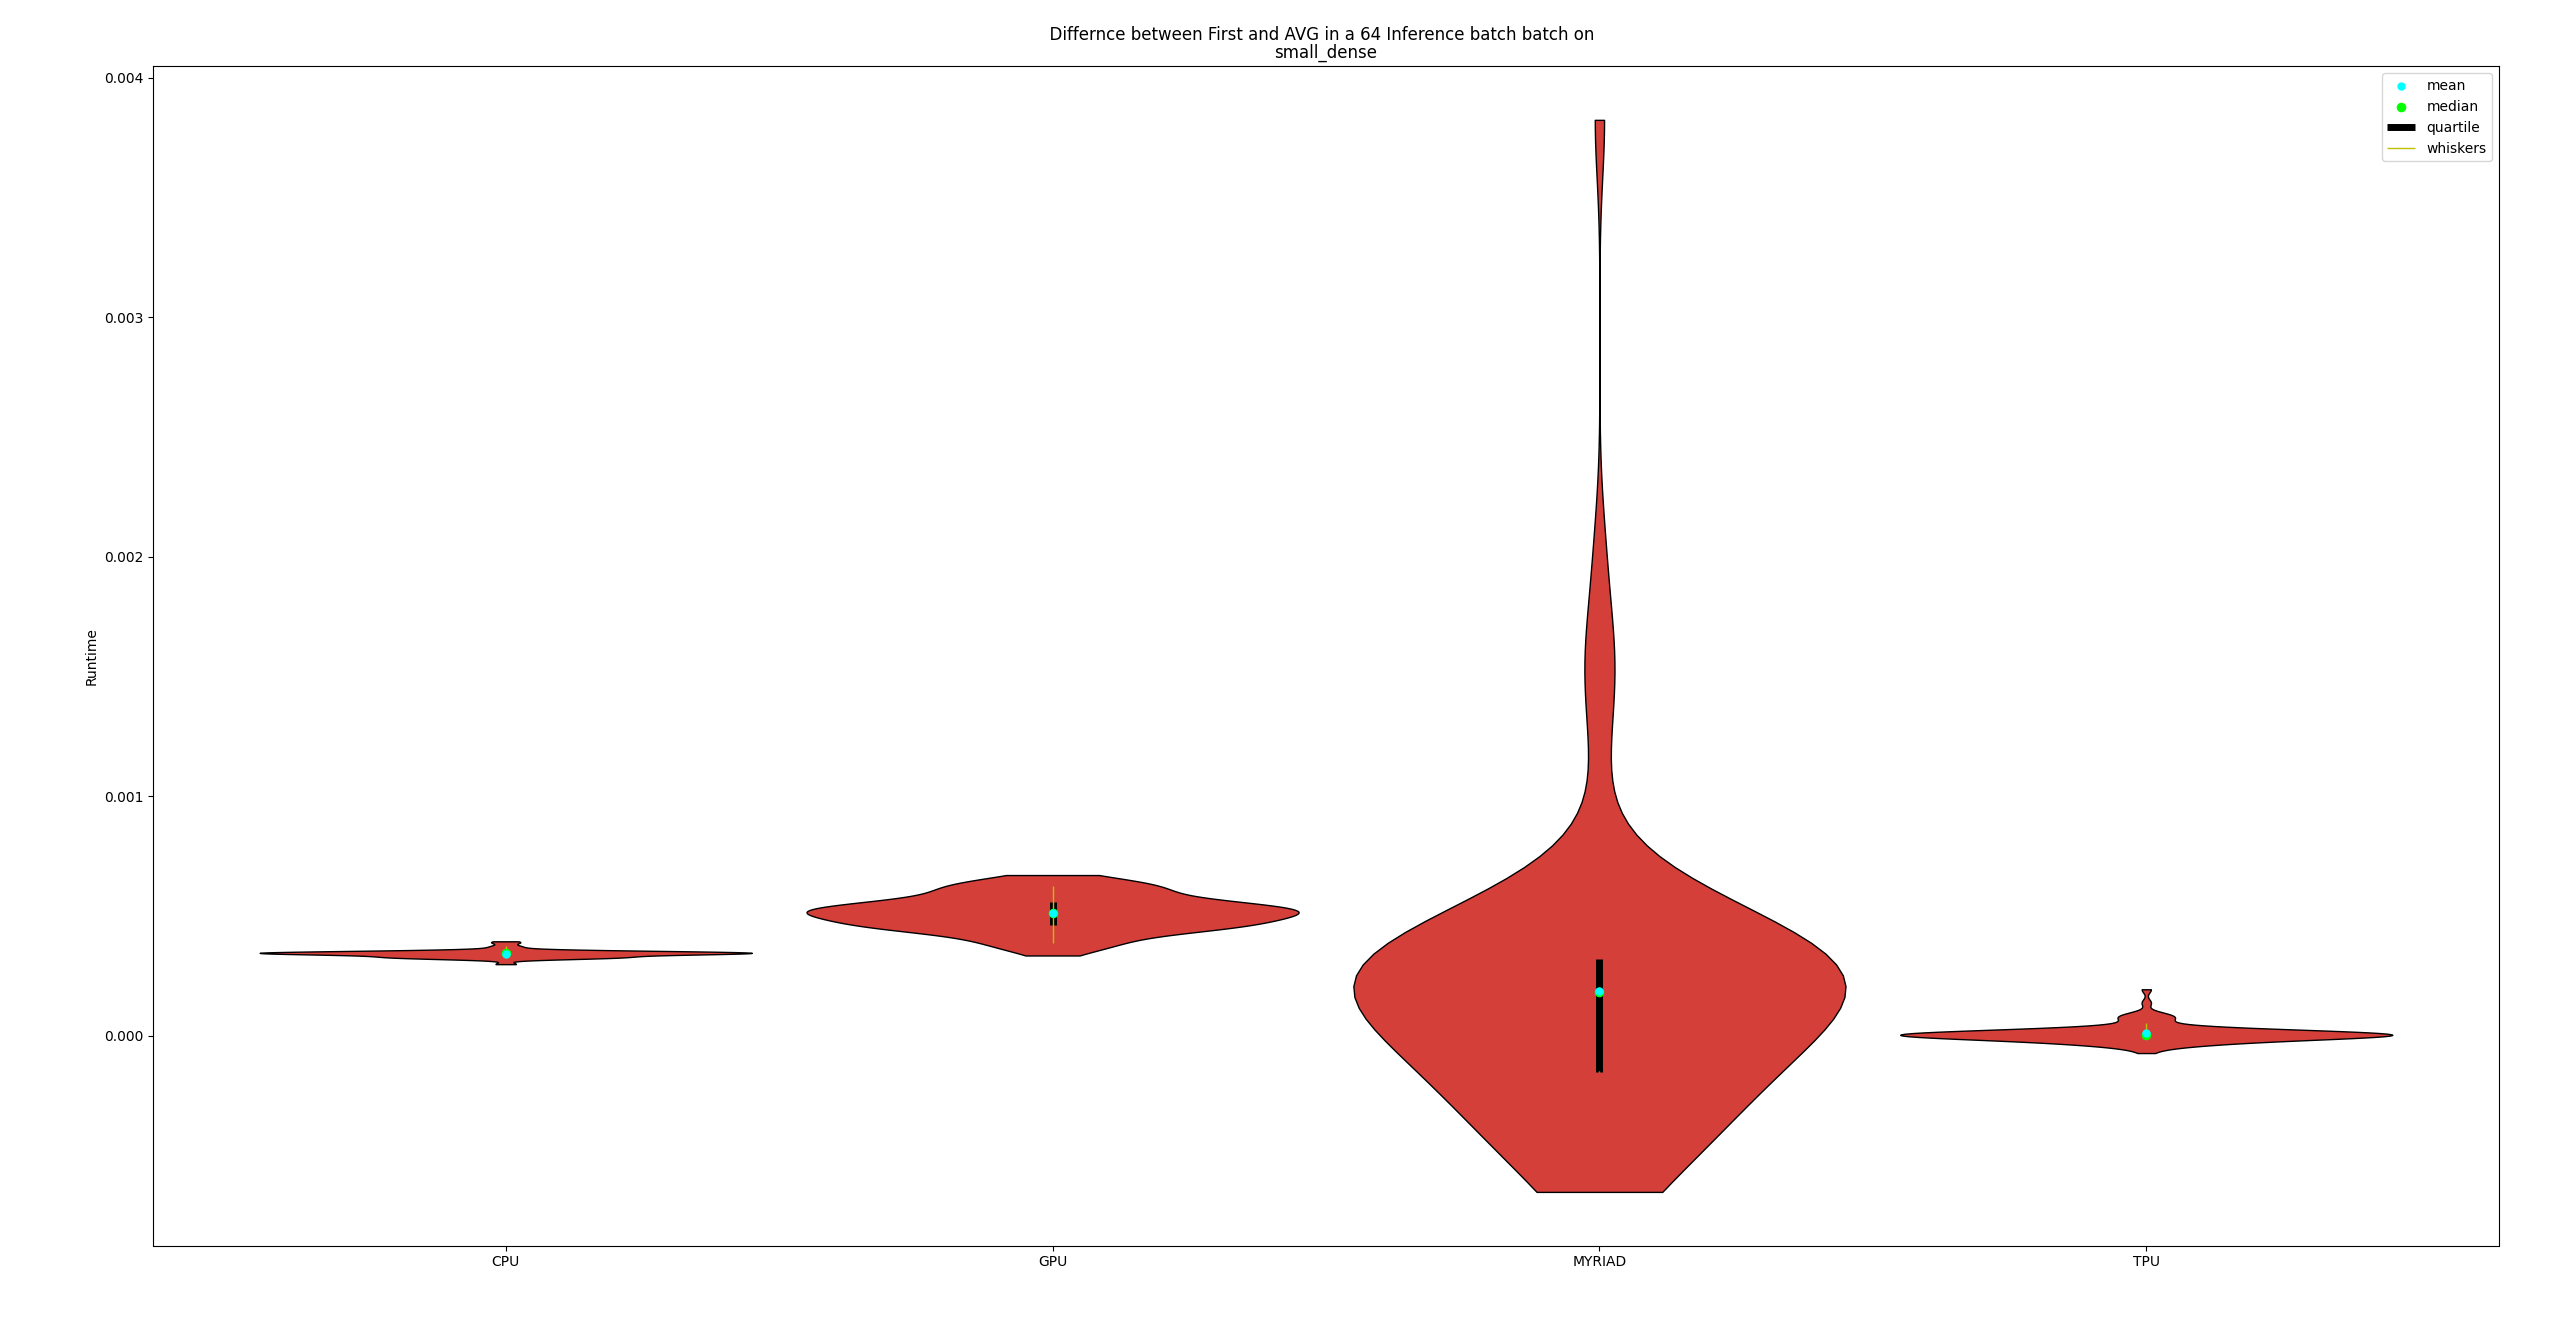 Differnce between First and AVG in a 64 Inference batch batch on
small_dense
0.004
0.003
0.002
0.001
0.000
Runtime
mean
median
quartile
whiskers
CPU
GPU
MYRIAD
TPU